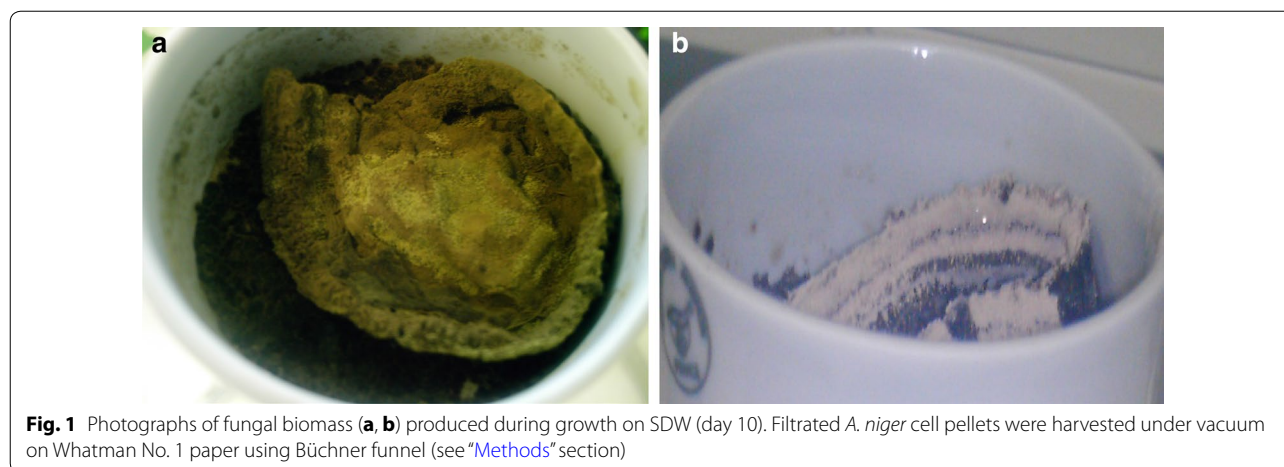 a
b
Fig. 1 Photographs of fungal biomass (a, b) produced during growth on SDW (day 10). Filtrated A. niger cell pellets were harvested under vacuum
on Whatman No. 1 paper using Büchner funnel (see “Methods” section)